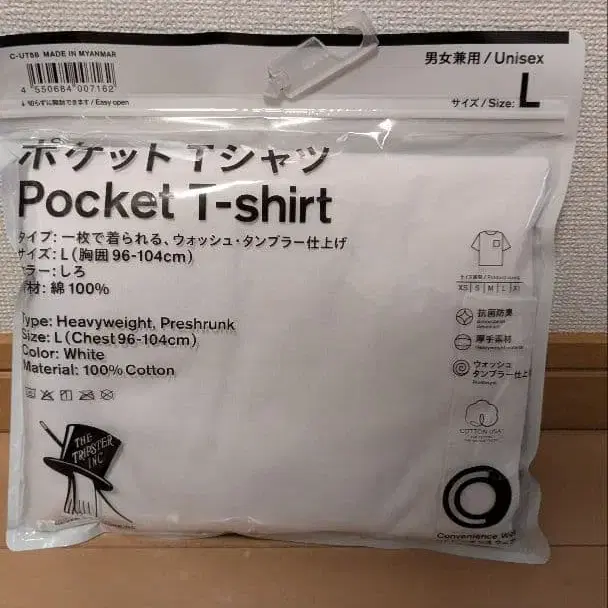 C-UT56 MADE IN MYANMAR
4 550684 007162
男女兼用 / Unisex
サイズ / Size: L
ポケットTシャツ
Pocket T-shirt
タイプ: 一枚で着られる、ウォッシュ・タンブラー仕上げ
サイズ: L (胸囲 96-104cm)
カラー: しろ
素材: 綿 100%
Type: Heavyweight, Preshrunk
Size: L (Chest 96-104cm)
Color: White
Material: 100% Cotton
XS S M L XL
抗菌防臭
厚手素材
ウォッシュ
タンブラー仕上げ
COTTON USA
THE
TRIPSTER
INC
Convenience